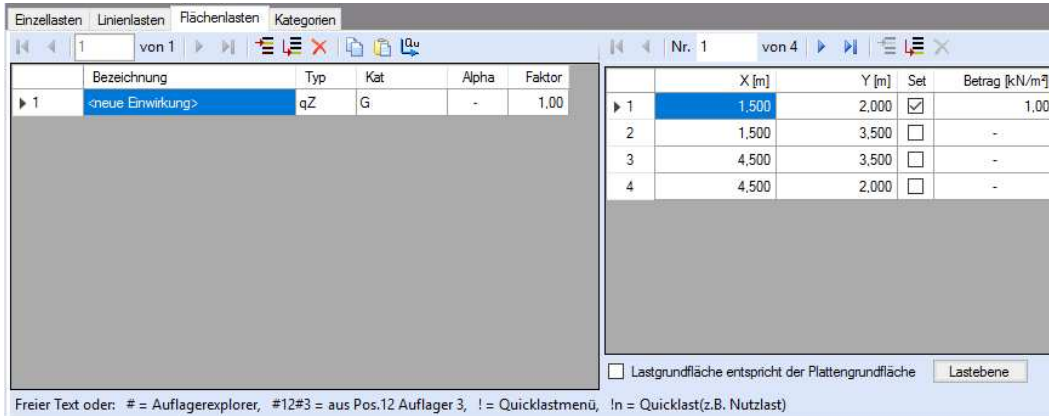 Einzellasten Linienlasten Flächenlasten Kategorien
1 von 1 Qu
Nr. 1 von 4
Bezeichnung Typ Kat Alpha Faktor
1 <neue Einwirkung> qZ G - 1,00
X [m] Y [m] Set Betrag [kN/m²]
1 1,500 2,000 1,00
2 1,500 3,500 -
3 4,500 3,500 -
4 4,500 2,000 -
Lastgrundfläche entspricht der Plattengrundfläche Lastebene
Freier Text oder: # = Auflagerexplorer, #12#3 = aus Pos.12 Auflager 3, ! = Quicklastmenü, !n = Quicklast(z.B. Nutzlast)